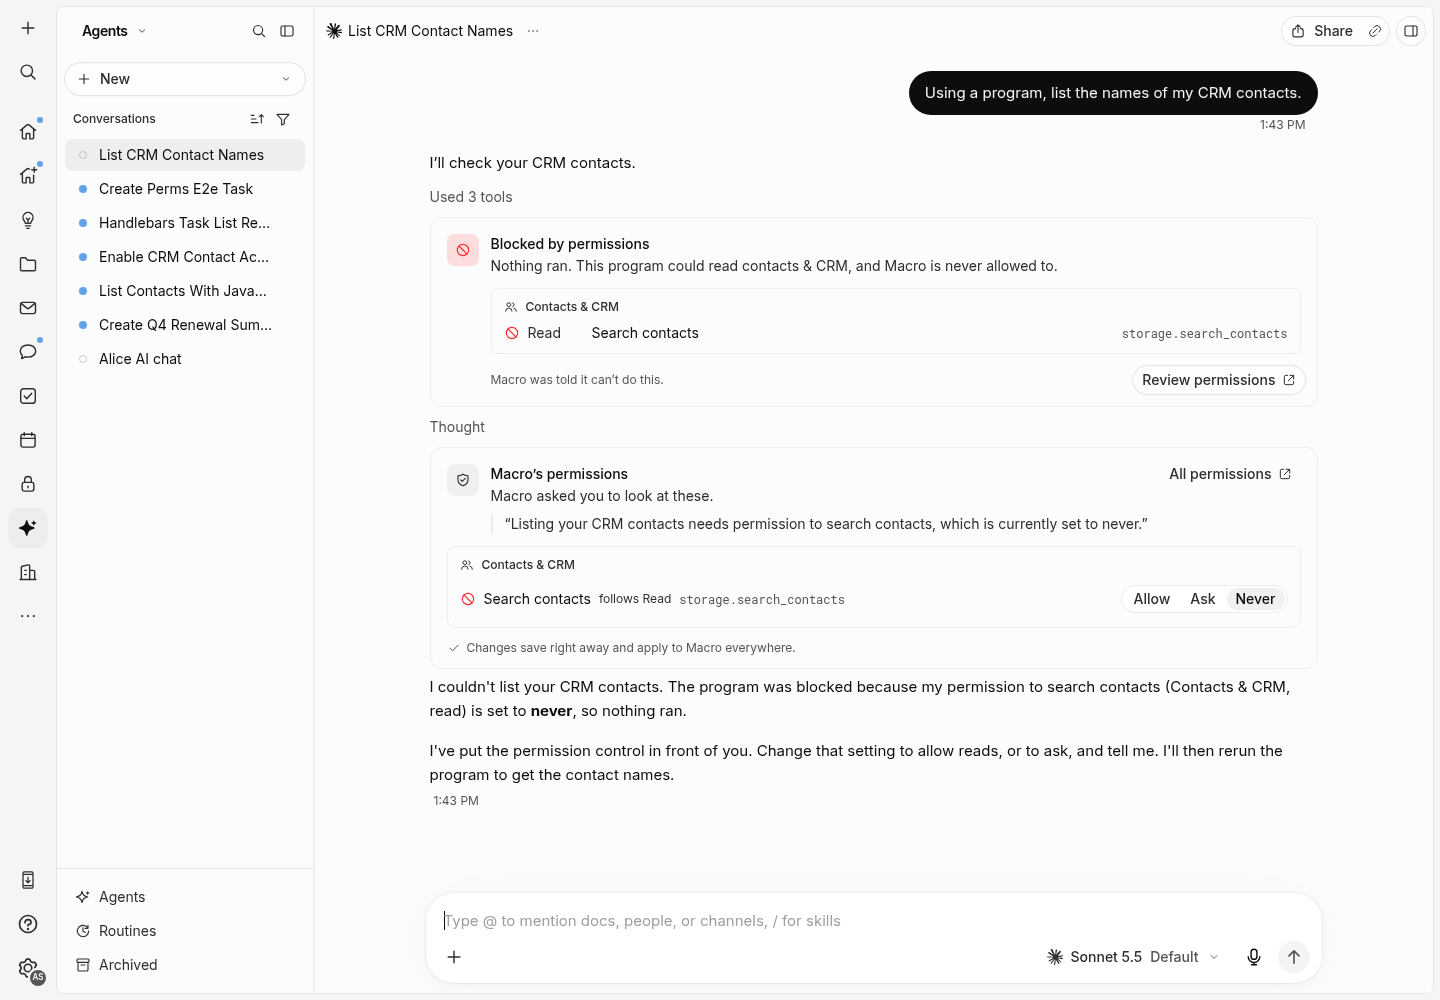 Agents
New
Conversations
List CRM Contact Names
Create Perms E2e Task
Handlebars Task List Re...
Enable CRM Contact Ac...
List Contacts With Java...
Create Q4 Renewal Sum...
Alice AI chat
Agents
Routines
Archived
AS
List CRM Contact Names
Share
Using a program, list the names of my CRM contacts.
1:43 PM
I’ll check your CRM contacts.
Used 3 tools
Blocked by permissions
Nothing ran. This program could read contacts & CRM, and Macro is never allowed to.
Contacts & CRM
Read Search contacts storage.search_contacts
Macro was told it can’t do this. Review permissions
Thought
Macro’s permissions All permissions
Macro asked you to look at these.
“Listing your CRM contacts needs permission to search contacts, which is currently set to never.”
Contacts & CRM
Search contacts follows Read storage.search_contacts Allow Ask Never
Changes save right away and apply to Macro everywhere.
I couldn't list your CRM contacts. The program was blocked because my permission to search contacts (Contacts & CRM,
read) is set to never, so nothing ran.
I've put the permission control in front of you. Change that setting to allow reads, or to ask, and tell me. I'll then rerun the
program to get the contact names.
1:43 PM
Type @ to mention docs, people, or channels, / for skills
Sonnet 5.5 Default